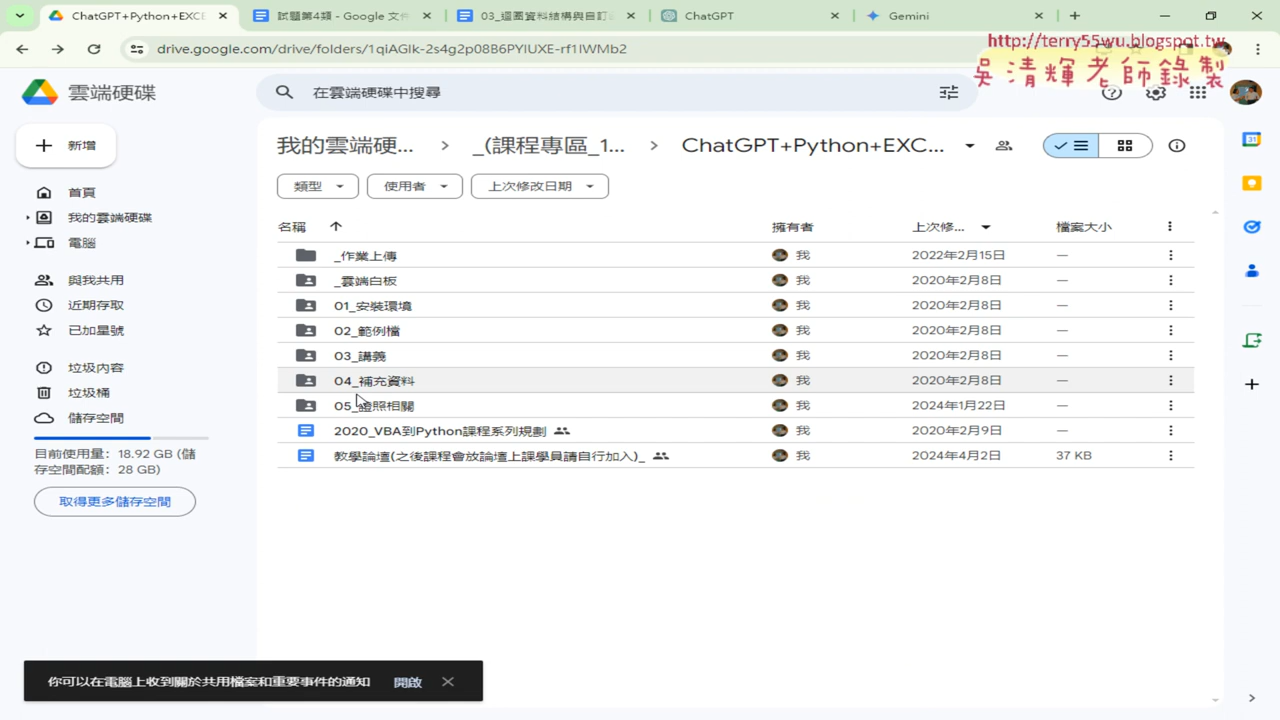 ChatGPT+Python+EXCE
試題第4類 - Google 文件
03_迴圈資料結構與自訂
ChatGPT
Gemini
drive.google.com/drive/folders/1qiAGlk-2s4g2p08B6PYIUXE-rf1IWMb2
http://terry55wu.blogspot.tw
吳清輝老師錄製
雲端硬碟
在雲端硬碟中搜尋
新增
我的雲端硬... > _(課程專區_1... > ChatGPT+Python+EXC...
類型
使用者
上次修改日期
首頁
我的雲端硬碟
電腦
與我共用
近期存取
已加星號
垃圾內容
垃圾桶
儲存空間
目前使用量: 18.92 GB (儲
存空間配額: 28 GB)
取得更多儲存空間
名稱 擁有者 上次修... 檔案大小
_作業上傳 我 2022年2月15日 —
_雲端白板 我 2020年2月8日 —
01_安裝環境 我 2020年2月8日 —
02_範例檔 我 2020年2月8日 —
03_講義 我 2020年2月8日 —
04_補充資料 我 2020年2月8日 —
05_證照相關 我 2024年1月22日 —
2020_VBA到Python課程系列規劃 我 2020年2月9日 —
教學論壇(之後課程會放論壇上課學員請自行加入)_ 我 2024年4月2日 37 KB
31
你可以在電腦上收到關於共用檔案和重要事件的通知 開啟